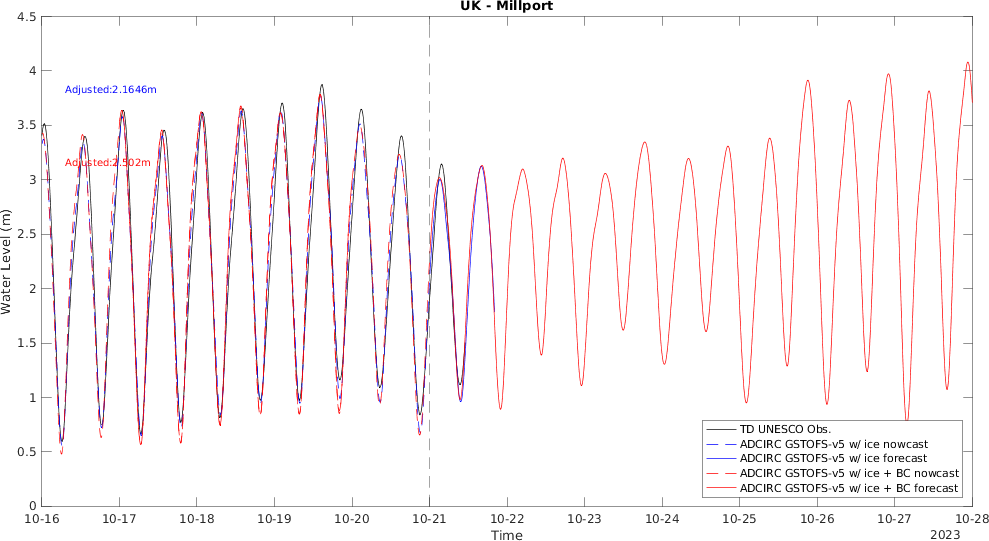 UK - Millport
Water Level (m)
4.5
4
3.5
3
2.5
2
1.5
1
0.5
0
Adjusted:2.1646m
Adjusted:2.502m
TD UNESCO Obs.
ADCIRC GSTOFS-v5 w/ ice nowcast
ADCIRC GSTOFS-v5 w/ ice forecast
ADCIRC GSTOFS-v5 w/ ice + BC nowcast
ADCIRC GSTOFS-v5 w/ ice + BC forecast
10-16 10-17 10-18 10-19 10-20 10-21 10-22 10-23 10-24 10-25 10-26 10-27 10-28
Time
2023